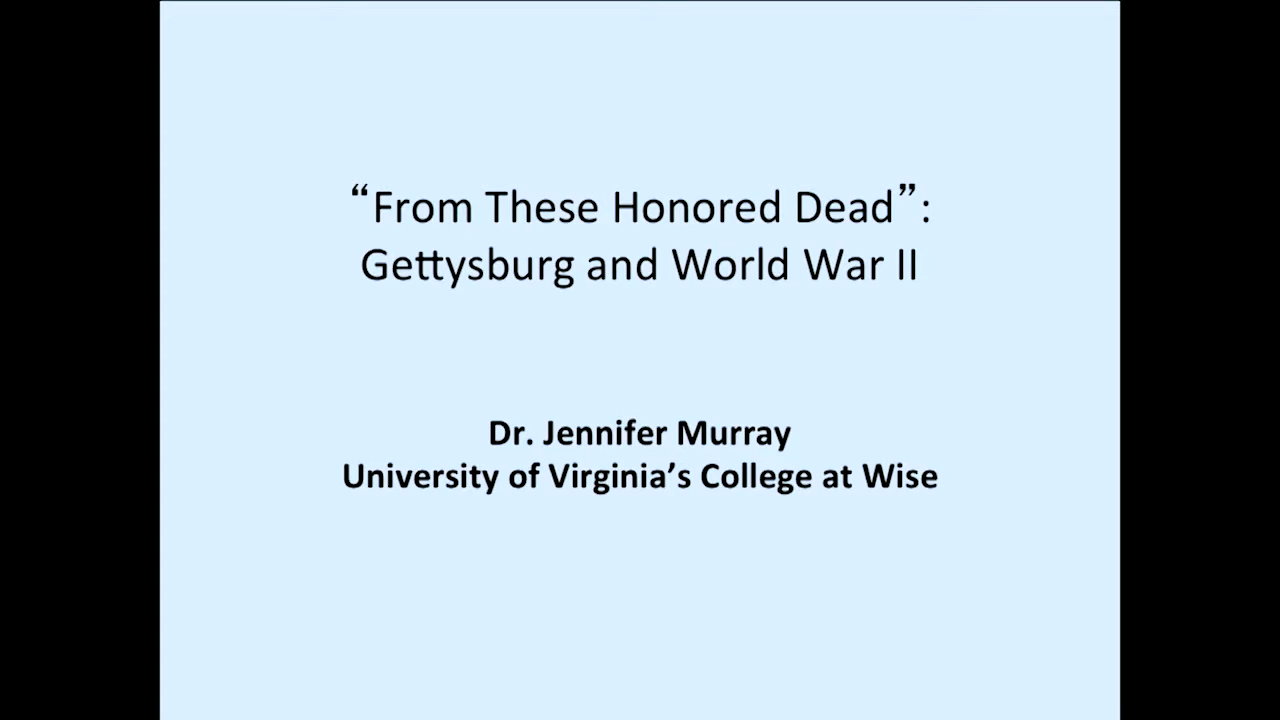 “From These Honored Dead”:
Gettysburg and World War II
Dr. Jennifer Murray
University of Virginia’s College at Wise